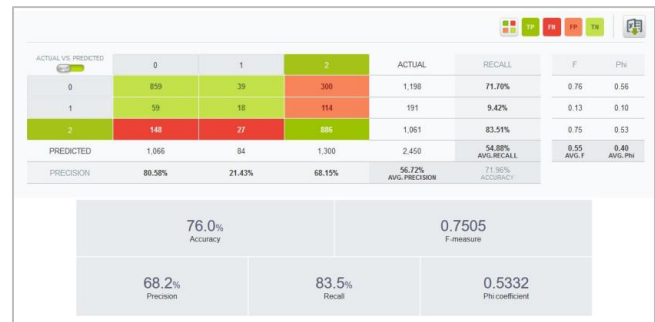 TP FN FP TN
ACTUAL VS. PREDICTED 0 1 2 ACTUAL RECALL F Phi
0 859 39 300 1,198 71.70% 0.76 0.56
1 59 18 114 191 9.42% 0.13 0.10
2 148 27 886 1,061 83.51% 0.75 0.53
PREDICTED 1,066 84 1,300 2,450 54.88% AVG. RECALL 0.55 AVG. F 0.40 AVG. Phi
PRECISION 80.58% 21.43% 68.15% 56.72% AVG. PRECISION 71.96% ACCURACY
76.0% 0.7505
Accuracy F-measure
68.2% 83.5% 0.5332
Precision Recall Phi coefficient